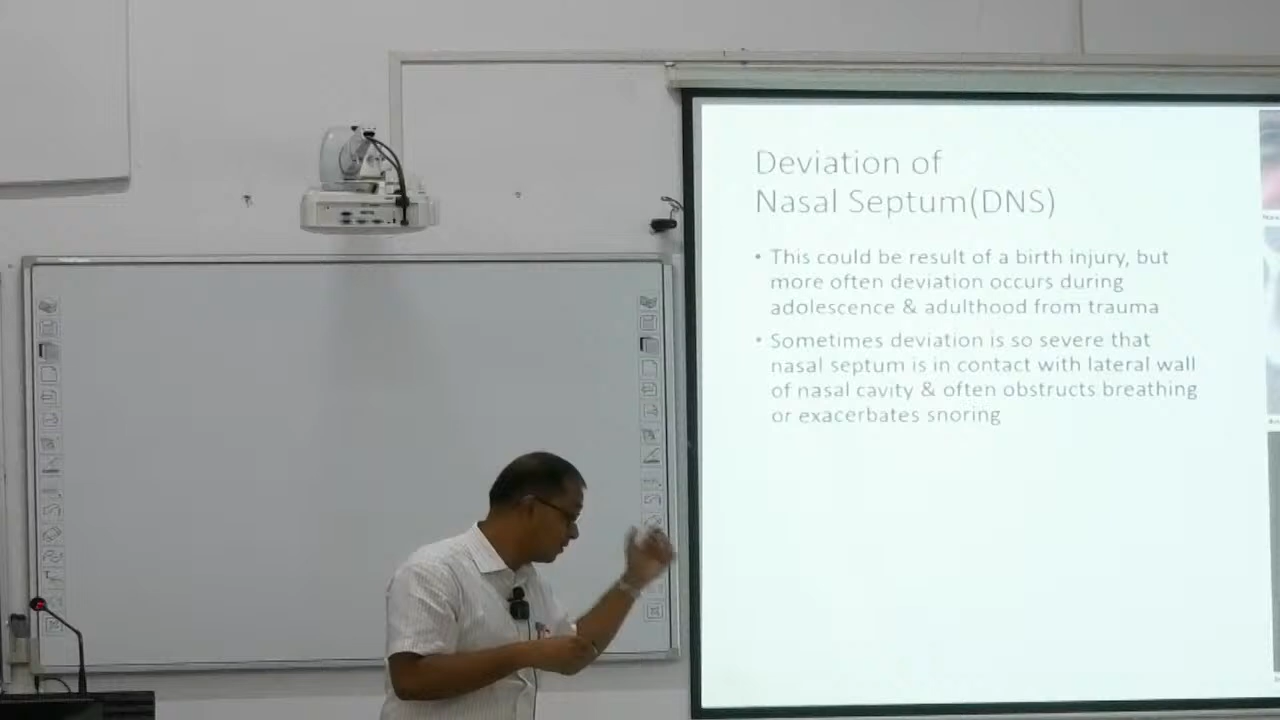 Deviation of
Nasal Septum(DNS)
• This could be result of a birth injury, but
more often deviation occurs during
adolescence & adulthood from trauma
• Sometimes deviation is so severe that
nasal septum is in contact with lateral wall
of nasal cavity & often obstructs breathing
or exacerbates snoring